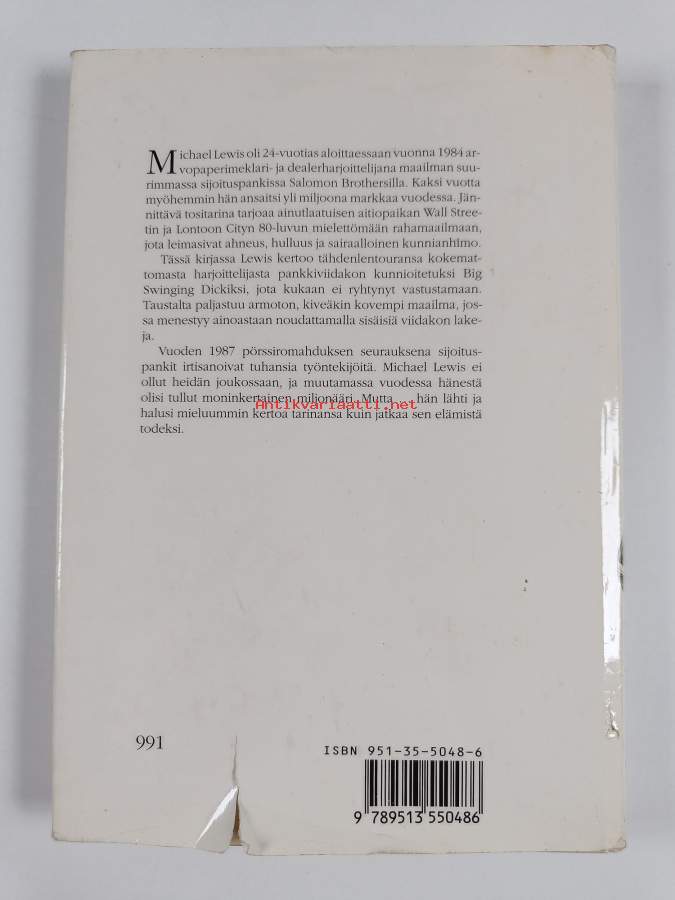 Michael Lewis oli 24-vuotias aloittaessaan vuonna 1984 ar-
vopaperimeklari- ja dealerharjoittelijana maailman suu-
rimmassa sijoituspankissa Salomon Brothersilla. Kaksi vuotta
myöhemmin hän ansaitsi yli miljoona markkaa vuodessa. Jän-
nittävä tositarina tarjoaa ainutlaatuisen aitiopaikan Wall Stree-
tin ja Lontoon Cityn 80-luvun mielettömään rahamaailmaan,
jota leimasivat ahneus, hulluus ja sairaalloinen kunnianhimo.
Tässä kirjassa Lewis kertoo tähdenlentouransa kokemat-
tomasta harjoittelijasta pankkiviidakon kunnioitetuksi Big
Swinging Dickiksi, jota kukaan ei ryhtynyt vastustamaan.
Taustalta paljastuu armoton, kiveäkin kovempi maailma, jos-
sa menestyy ainoastaan noudattamalla sisäisiä viidakon lake-
ja.
Vuoden 1987 pörssiromahduksen seurauksena sijoitus-
pankit irtisanoivat tuhansia työntekijöitä. Michael Lewis ei
ollut heidän joukossaan, ja muutamassa vuodessa hänestä
olisi tullut moninkertainen miljonääri. Mutta hän lähti ja
Antikvariaatti.net
halusi mieluummin kertoa tarinansa kuin jatkaa sen elämistä
todeksi.
991
ISBN 951-35-5048-6
9 789513 550486